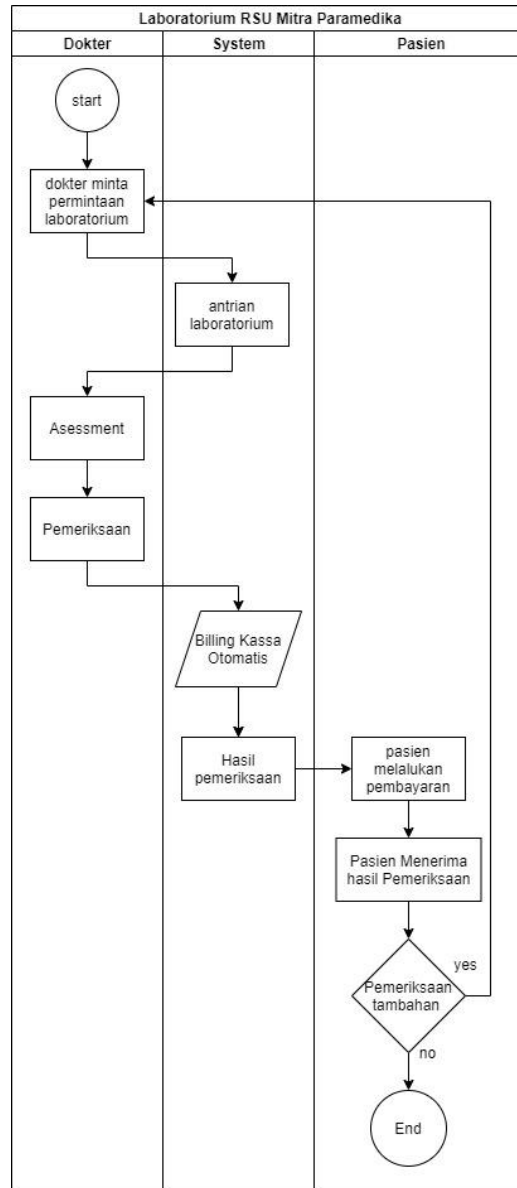 Laboratorium RSU Mitra Paramedika
Dokter
System
Pasien
start
dokter minta
permintaan
laboratorium
antrian
laboratorium
Asessment
Pemeriksaan
Billing Kassa
Otomatis
Hasil
pemeriksaan
pasien
melalukan
pembayaran
Pasien Menerima
hasil Pemeriksaan
Pemeriksaan
tambahan
yes
no
End